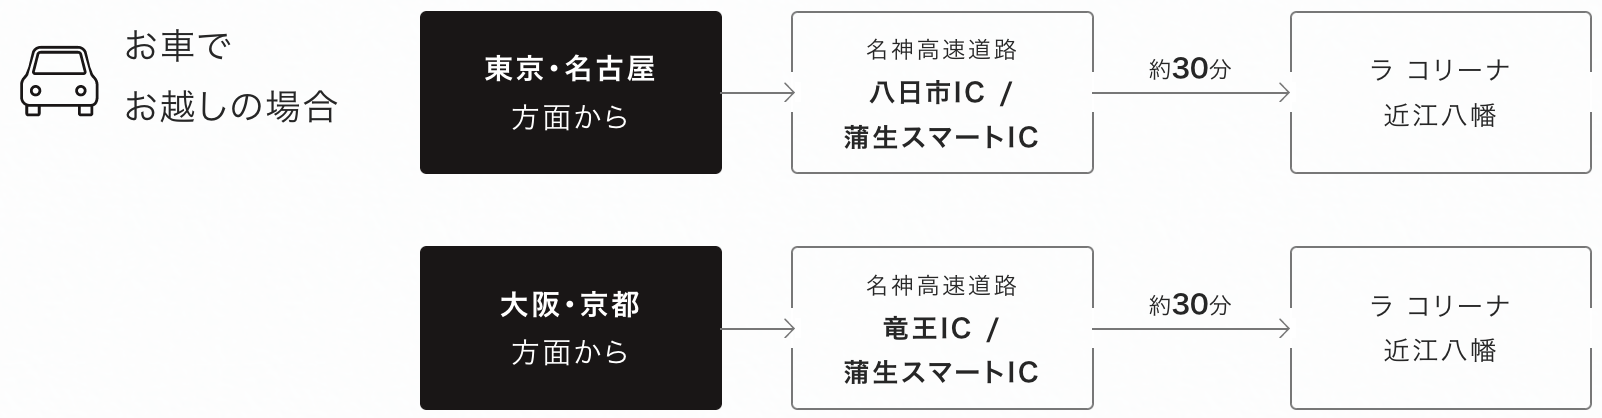 お車で
お越しの場合
東京・名古屋
方面から
名神高速道路
八日市IC /
蒲生スマートIC
約30分
ラ コリーナ
近江八幡
大阪・京都
方面から
名神高速道路
竜王IC /
蒲生スマートIC
約30分
ラ コリーナ
近江八幡